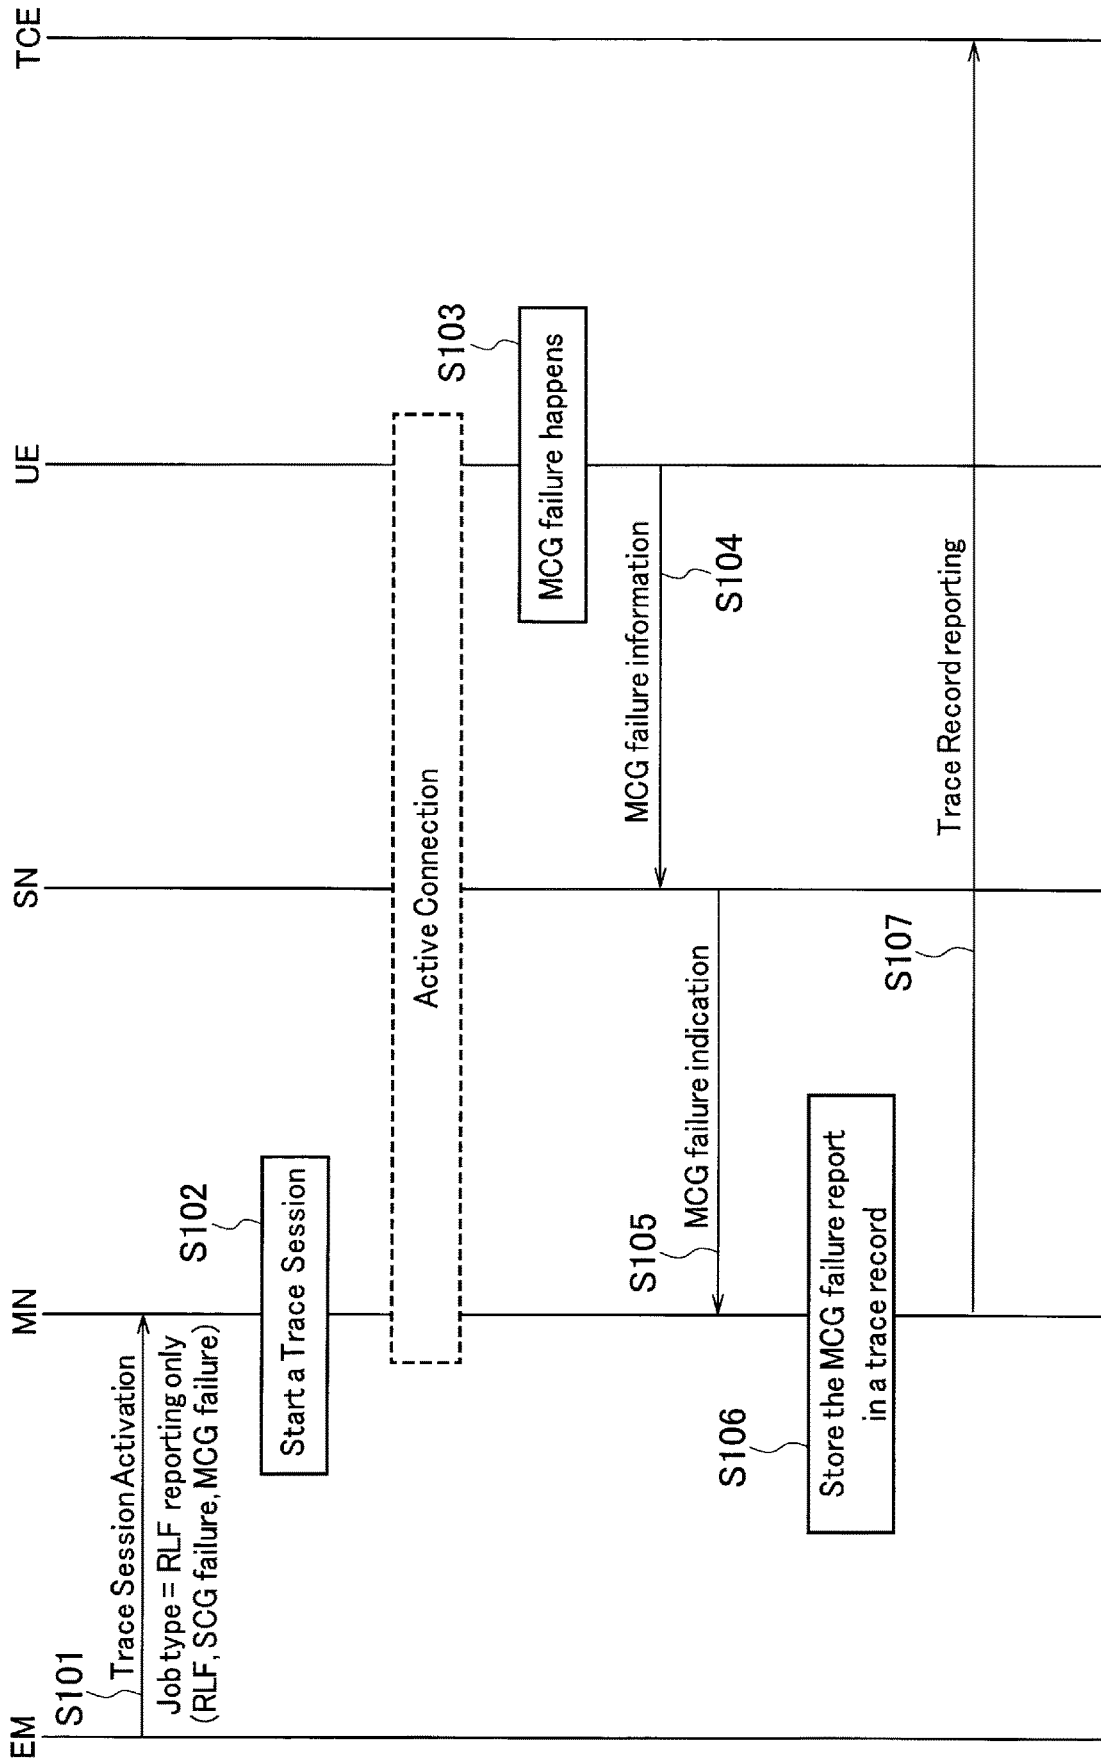 EM
MN
SN
UE
TCE
S101
Trace Session Activation
Job type = RLF reporting only
(RLF, SCG failure, MCG failure)
S102
Start a Trace Session
Active Connection
S103
MCG failure happens
MCG failure information
S104
MCG failure indication
S105
S106
Store the MCG failure report
in a trace record
S107
Trace Record reporting